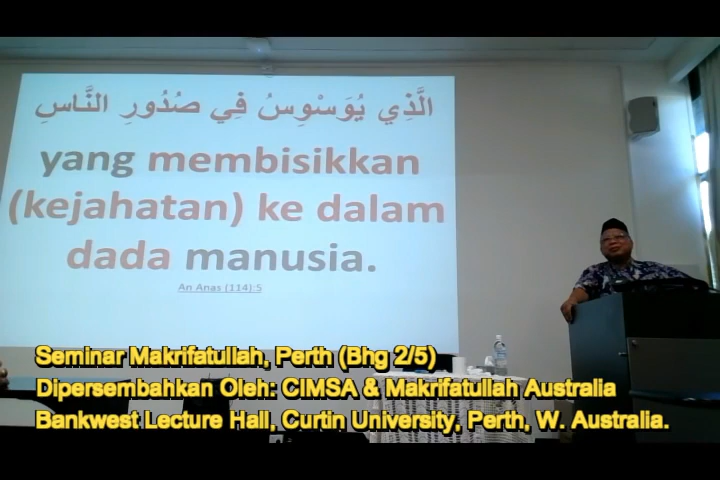 الَّذِي يُوَسْوِسُ فِي صُدُورِ النَّاسِ
yang membisikkan
(kejahatan) ke dalam
dada manusia.
An Anas (114):5
Seminar Makrifatullah, Perth (Bhg 2/5)
Dipersembahkan Oleh: CIMSA & Makrifatullah Australia
Bankwest Lecture Hall, Curtin University, Perth, W. Australia.